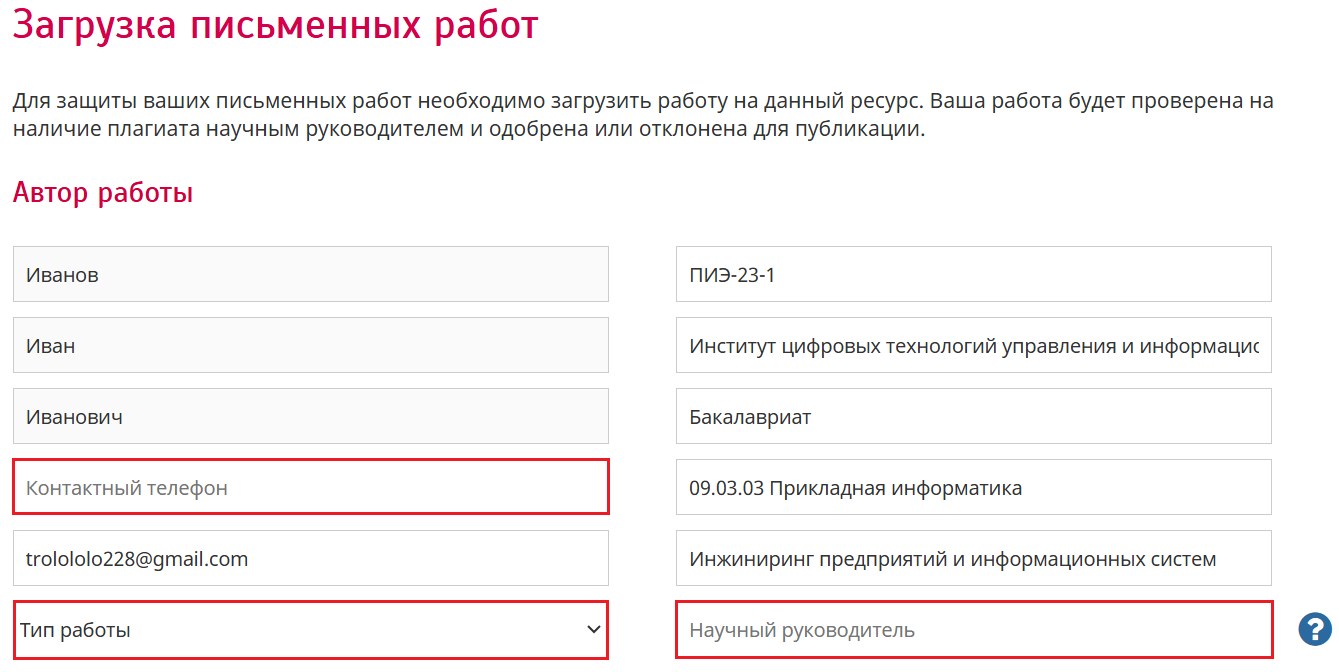 Загрузка письменных работ
Для защиты ваших письменных работ необходимо загрузить работу на данный ресурс. Ваша работа будет проверена на
наличие плагиата научным руководителем и одобрена или отклонена для публикации.
Автор работы
Иванов
ПИЭ-23-1
Иван
Институт цифровых технологий управления и информацио
Иванович
Бакалавриат
Контактный телефон
09.03.03 Прикладная информатика
trolololo228@gmail.com
Инжиниринг предприятий и информационных систем
Тип работы
Научный руководитель
?